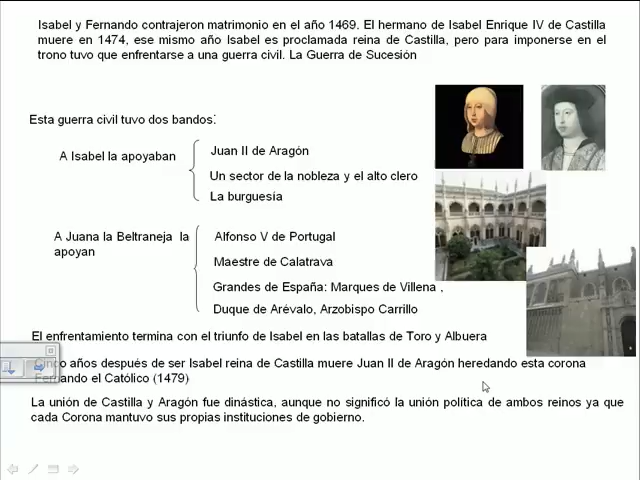 Isabel y Fernando contrajeron matrimonio en el año 1469. El hermano de Isabel Enrique IV de Castilla
muere en 1474, ese mismo año Isabel es proclamada reina de Castilla, pero para imponerse en el
trono tuvo que enfrentarse a una guerra civil. La Guerra de Sucesión
Esta guerra civil tuvo dos bandos:
A Isabel la apoyaban
Juan II de Aragón
Un sector de la nobleza y el alto clero
La burguesía
A Juana la Beltraneja la
apoyan
Alfonso V de Portugal
Maestre de Calatrava
Grandes de España: Marques de Villena ,
Duque de Arévalo, Arzobispo Carrillo
El enfrentamiento termina con el triunfo de Isabel en las batallas de Toro y Albuera
Cinco años después de ser Isabel reina de Castilla muere Juan II de Aragón heredando esta corona
Fernando el Católico (1479)
La unión de Castilla y Aragón fue dinástica, aunque no significó la unión política de ambos reinos ya que
cada Corona mantuvo sus propias instituciones de gobierno.